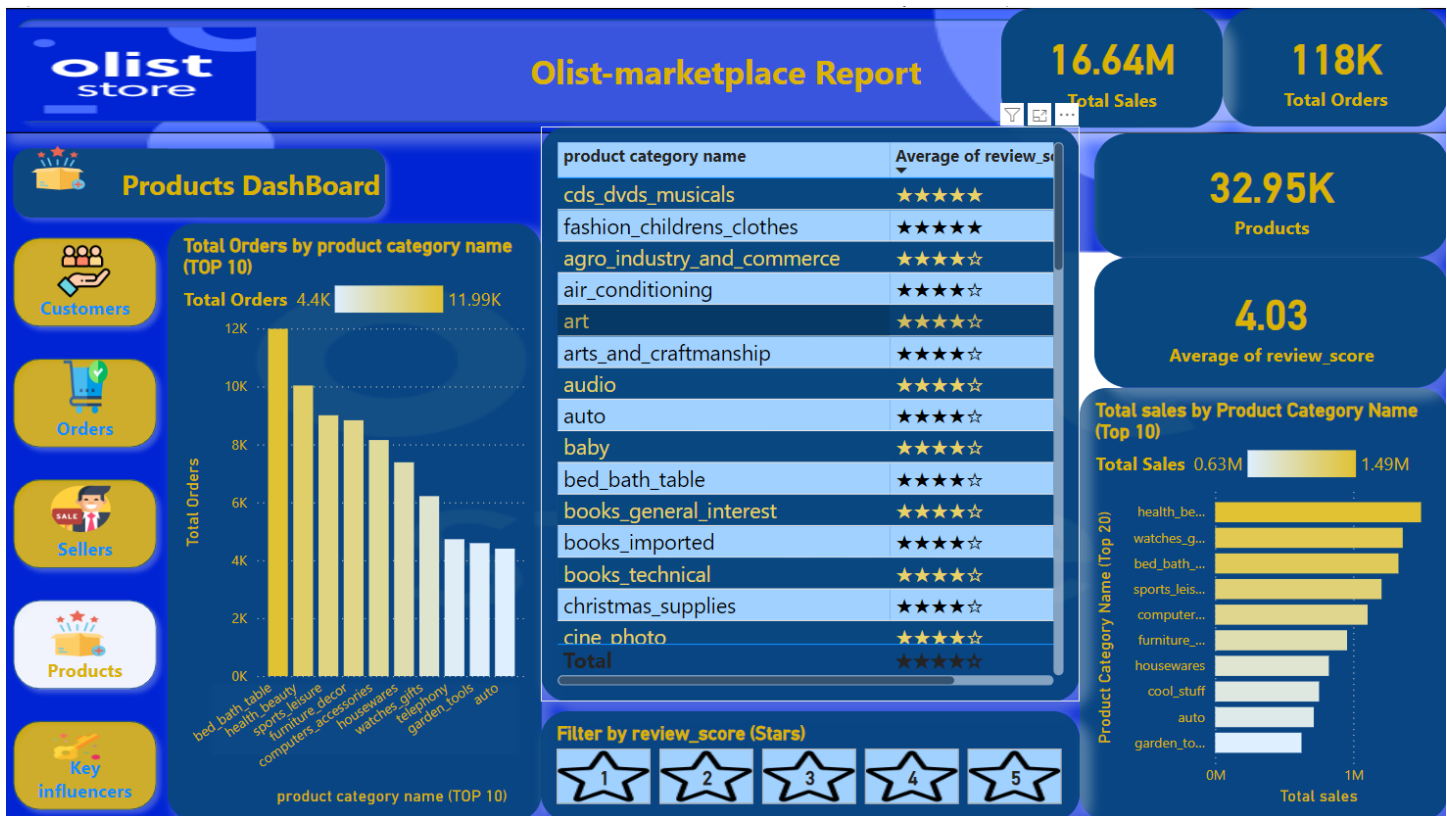 olist
store
Olist-marketplace Report
16.64M
Total Sales
118K
Total Orders
Products DashBoard
Customers
Orders
SALE
Sellers
Products
Key
influencers
Total Orders by product category name
(TOP 10)
Total Orders 4.4K 11.99K
Total Orders
12K
10K
8K
6K
4K
2K
0K
bed_bath_table
health_beauty
sports_leisure
furniture_decor
computers_accessories
housewares
watches_gifts
telephony
garden_tools
auto
product category name (TOP 10)
product category name Average of review_s
cds_dvds_musicals ★★★★★
fashion_childrens_clothes ★★★★★
agro_industry_and_commerce ★★★★☆
air_conditioning ★★★★☆
art ★★★★☆
arts_and_craftmanship ★★★★☆
audio ★★★★☆
auto ★★★★☆
baby ★★★★☆
bed_bath_table ★★★★☆
books_general_interest ★★★★☆
books_imported ★★★★☆
books_technical ★★★★☆
christmas_supplies ★★★★☆
cine_photo ★★★★☆
Total ★★★★☆
Filter by review_score (Stars)
1 2 3 4 5
32.95K
Products
4.03
Average of review_score
Total sales by Product Category Name
(Top 10)
Total Sales 0.63M 1.49M
Product Category Name (Top 20)
health_be...
watches_g...
bed_bath_...
sports_leis...
computer...
furniture_...
housewares
cool_stuff
auto
garden_to...
0M 1M
Total sales